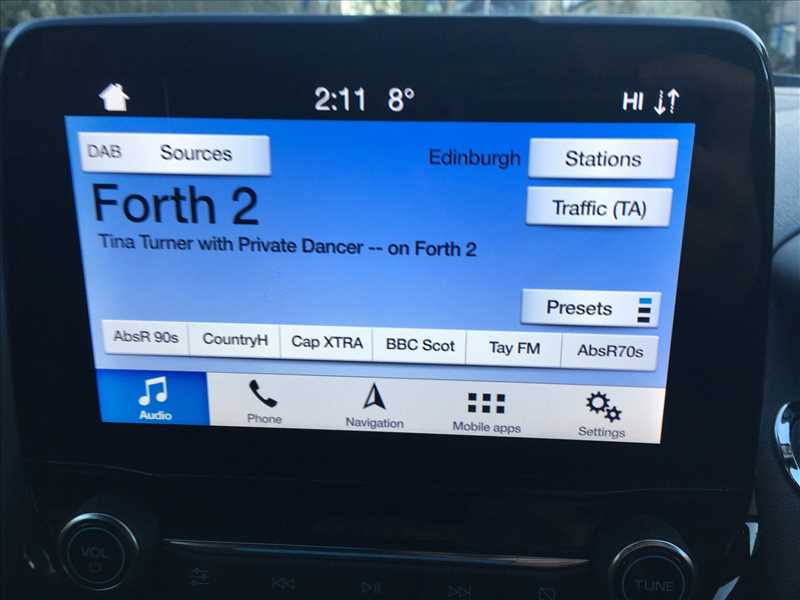 2:11 8° HI
DAB Sources Edinburgh Stations
Forth 2 Traffic (TA)
Tina Turner with Private Dancer -- on Forth 2
Presets
AbsR 90s CountryH Cap XTRA BBC Scot Tay FM AbsR70s
Audio Phone Navigation Mobile apps Settings
VOL TUNE